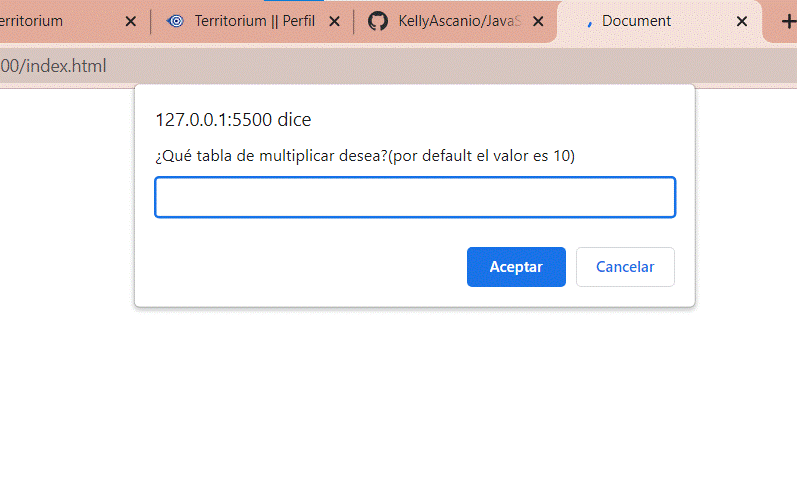 erritorium
Territorium || Perfil
KellyAscanio/JavaS
Document
00/index.html
127.0.0.1:5500 dice
¿Qué tabla de multiplicar desea?(por default el valor es 10)
Aceptar
Cancelar